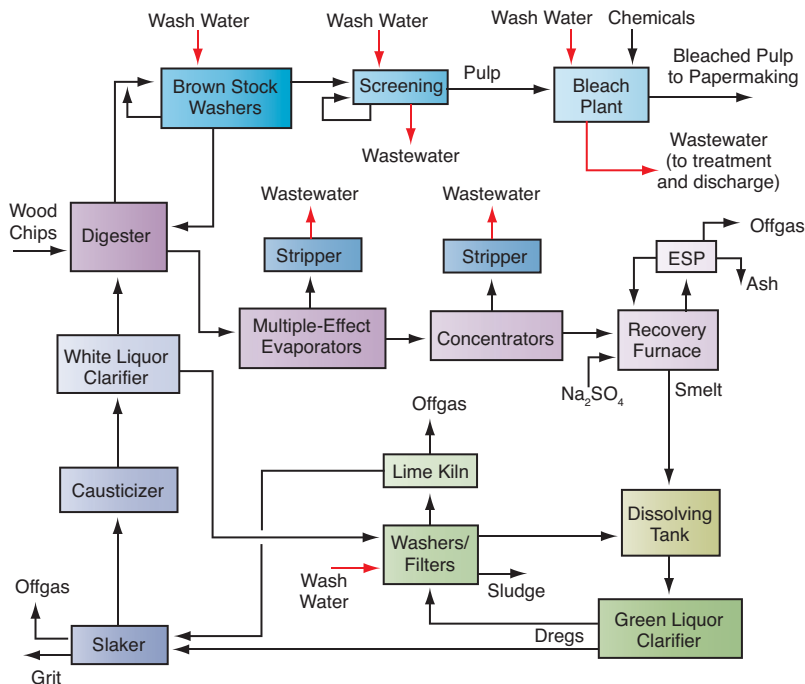 Wash Water
Wash Water
Wash Water
Chemicals
Brown Stock
Washers
Screening
Pulp
Bleach
Plant
Bleached Pulp
to Papermaking
Wastewater
Wastewater
(to treatment
and discharge)
Wood
Chips
Digester
Wastewater
Stripper
Wastewater
Stripper
Offgas
ESP
Ash
Multiple-Effect
Evaporators
Concentrators
Recovery
Furnace
White Liquor
Clarifier
Na₂SO₄
Smelt
Offgas
Lime Kiln
Causticizer
Dissolving
Tank
Washers/
Filters
Wash
Water
Sludge
Offgas
Slaker
Grit
Dregs
Green Liquor
Clarifier